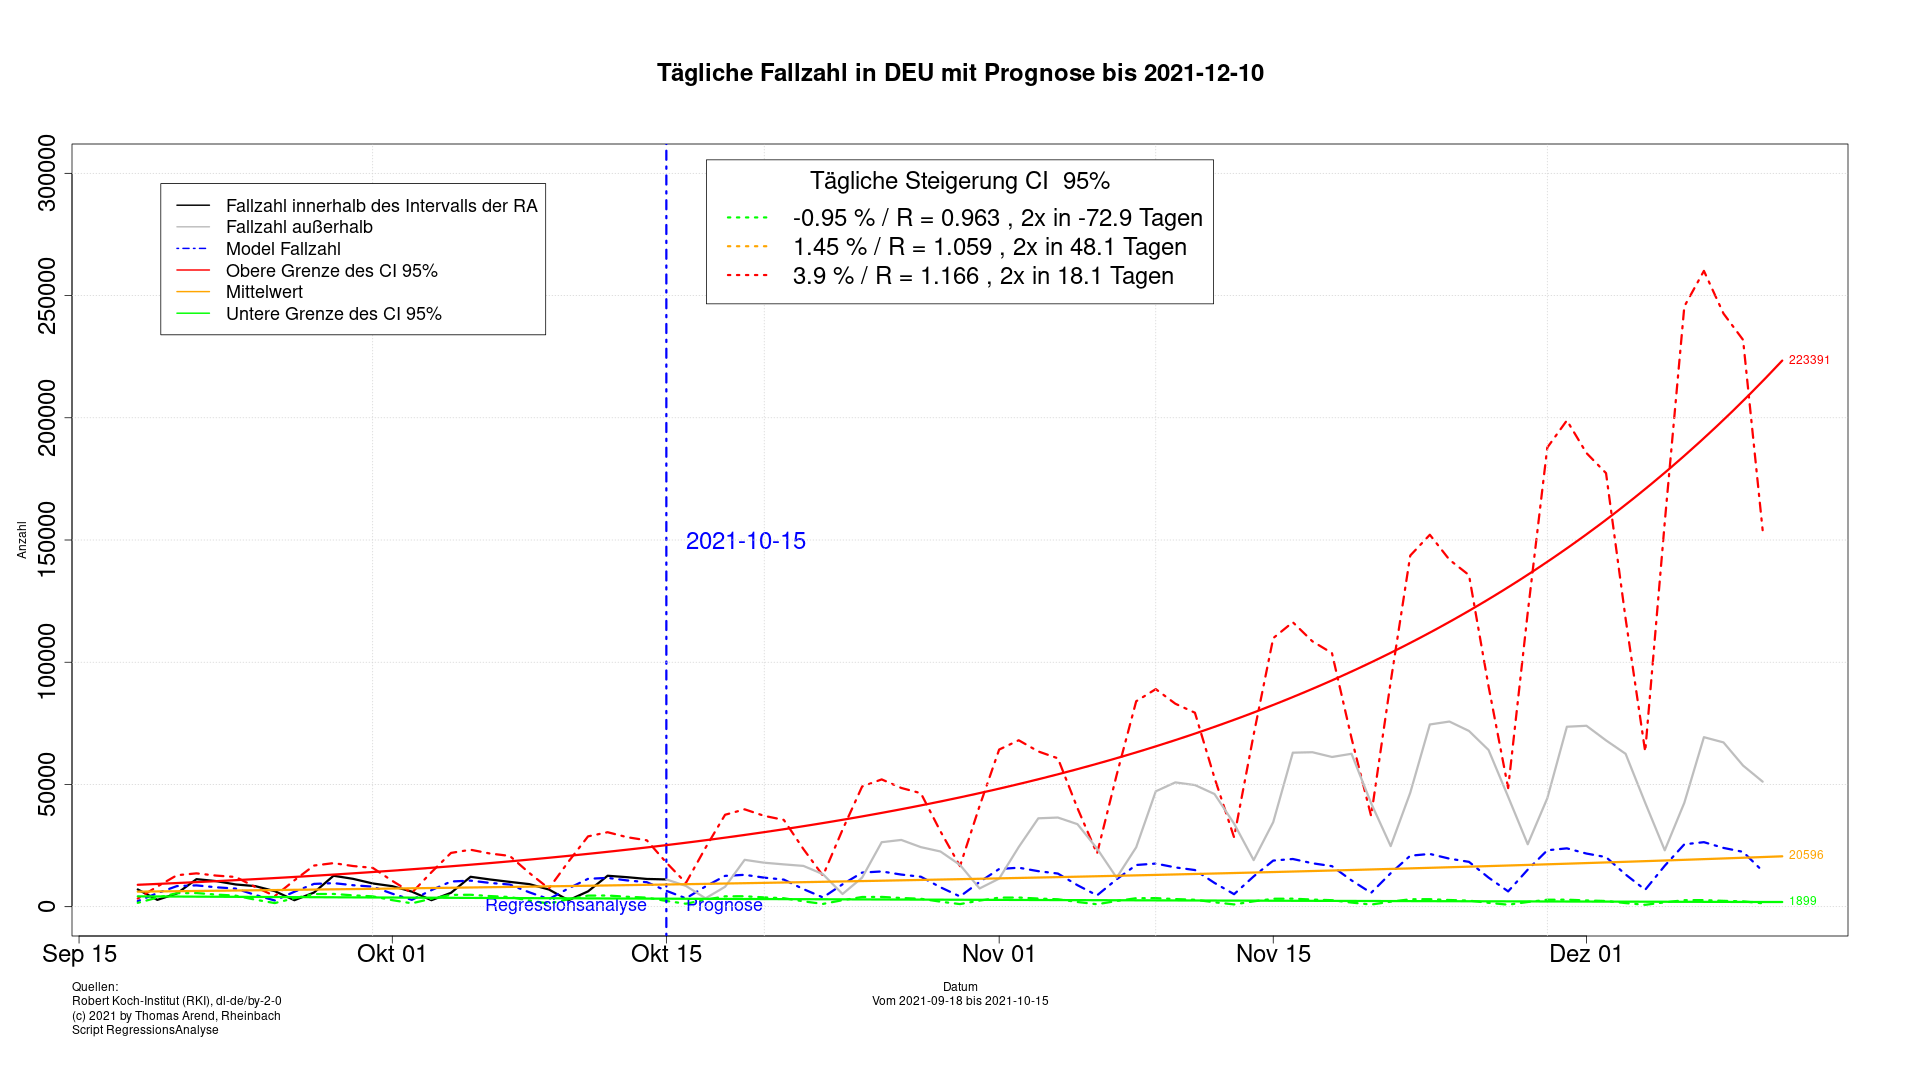 Tägliche Fallzahl in DEU mit Prognose bis 2021-12-10
Anzahl
300000
250000
200000
150000
100000
50000
0
Fallzahl innerhalb des Intervalls der RA
Fallzahl außerhalb
Model Fallzahl
Obere Grenze des CI 95%
Mittelwert
Untere Grenze des CI 95%
Tägliche Steigerung CI 95%
-0.95 % / R = 0.963 , 2x in -72.9 Tagen
1.45 % / R = 1.059 , 2x in 48.1 Tagen
3.9 % / R = 1.166 , 2x in 18.1 Tagen
223391
2021-10-15
20596
1899
Regressionsanalyse
Prognose
Sep 15
Okt 01
Okt 15
Nov 01
Nov 15
Dez 01
Quellen:
Robert Koch-Institut (RKI), dl-de/by-2-0
(c) 2021 by Thomas Arend, Rheinbach
Script RegressionsAnalyse
Datum
Vom 2021-09-18 bis 2021-10-15